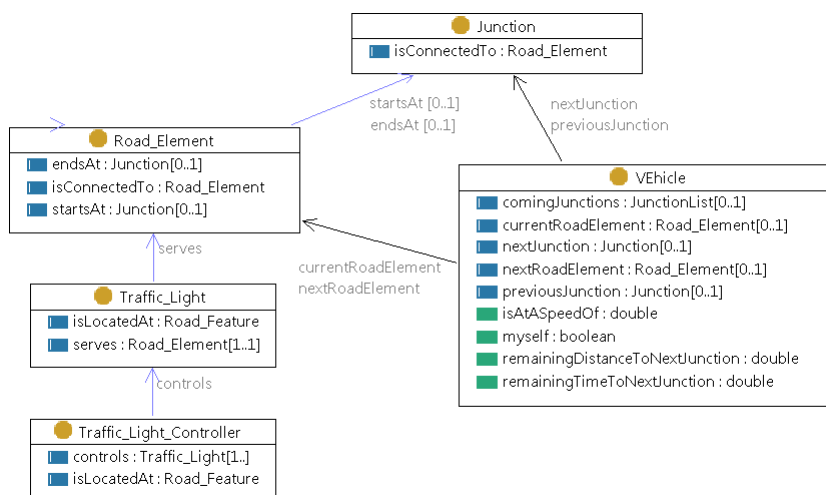 Junction
isConnectedTo : Road_Element
startsAt [0..1]
endsAt [0..1]
nextJunction
previousJunction
Road_Element
endsAt : Junction[0..1]
isConnectedTo : Road_Element
startsAt : Junction[0..1]
VEhicle
comingJunctions : JunctionList[0..1]
currentRoadElement : Road_Element[0..1]
nextJunction : Junction[0..1]
nextRoadElement : Road_Element[0..1]
previousJunction : Junction[0..1]
isAtASpeedOf : double
myself : boolean
remainingDistanceToNextJunction : double
remainingTimeToNextJunction : double
serves
currentRoadElement
nextRoadElement
Traffic_Light
isLocatedAt : Road_Feature
serves : Road_Element[1..1]
controls
Traffic_Light_Controller
controls : Traffic_Light[1..]
isLocatedAt : Road_Feature